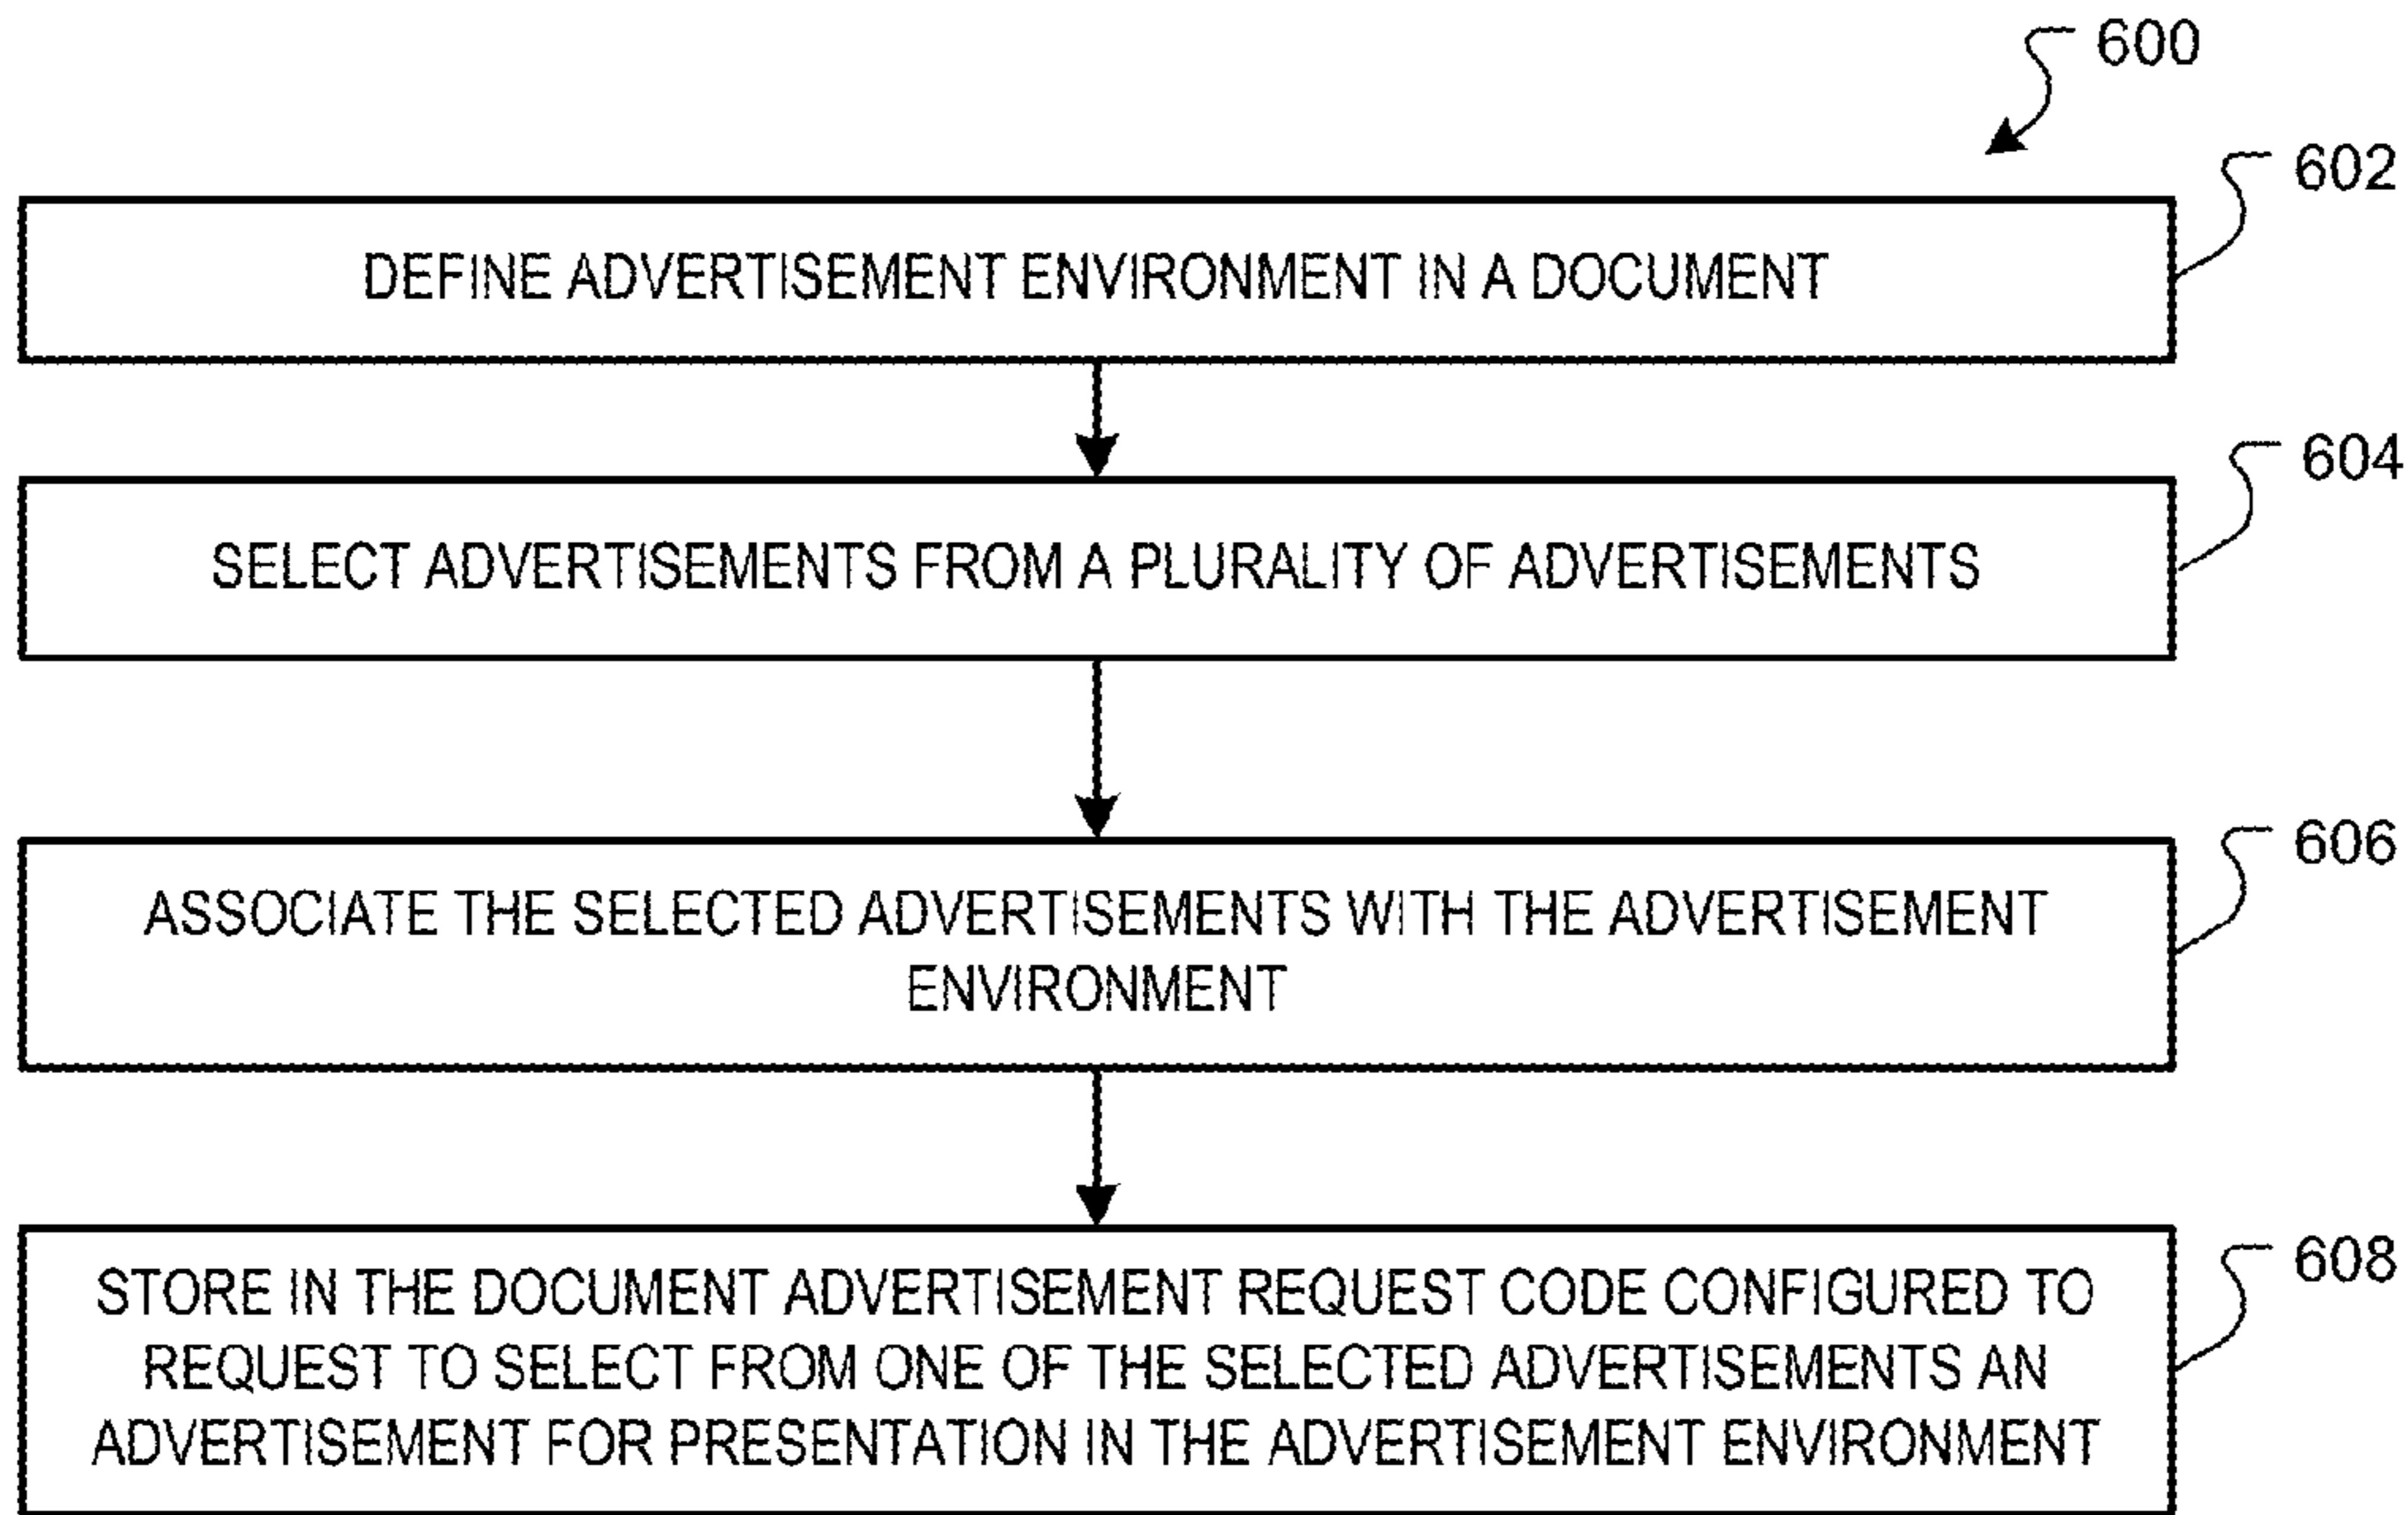 600
602
DEFINE ADVERTISEMENT ENVIRONMENT IN A DOCUMENT
604
SELECT ADVERTISEMENTS FROM A PLURALITY OF ADVERTISEMENTS
606
ASSOCIATE THE SELECTED ADVERTISEMENTS WITH THE ADVERTISEMENT
ENVIRONMENT
608
STORE IN THE DOCUMENT ADVERTISEMENT REQUEST CODE CONFIGURED TO
REQUEST TO SELECT FROM ONE OF THE SELECTED ADVERTISEMENTS AN
ADVERTISEMENT FOR PRESENTATION IN THE ADVERTISEMENT ENVIRONMENT